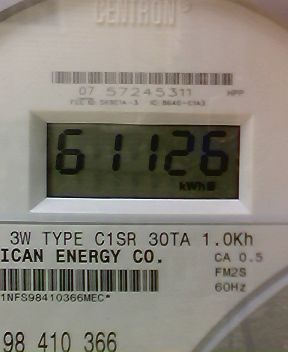 CENTRON®
07 57245311 HPP
61126
kWh
3W TYPE C1SR 30TA 1.0Kh
ICAN ENERGY CO. CA 0.5
FM2S
1NFS98410366MEC* 60Hz
98 410 366